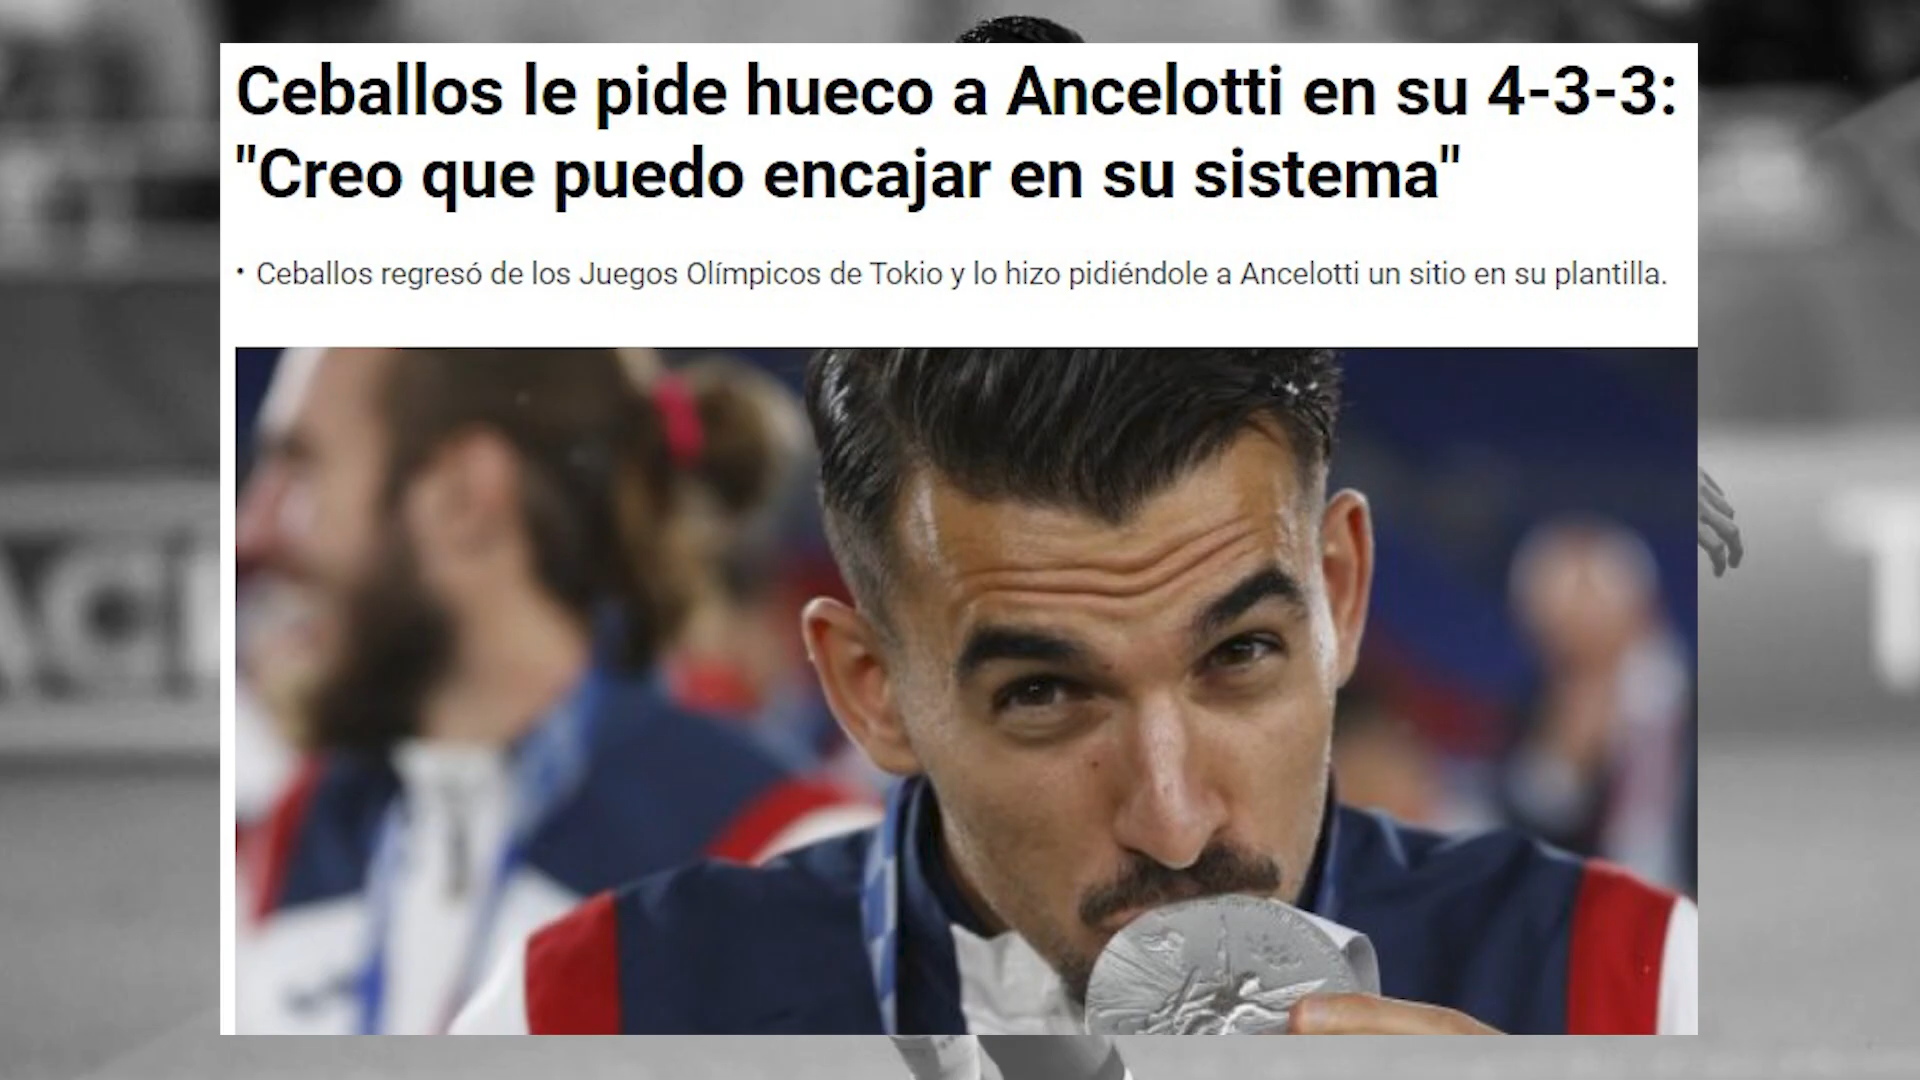 Ceballos le pide hueco a Ancelotti en su 4-3-3:
"Creo que puedo encajar en su sistema"
• Ceballos regresó de los Juegos Olímpicos de Tokio y lo hizo pidiéndole a Ancelotti un sitio en su plantilla.